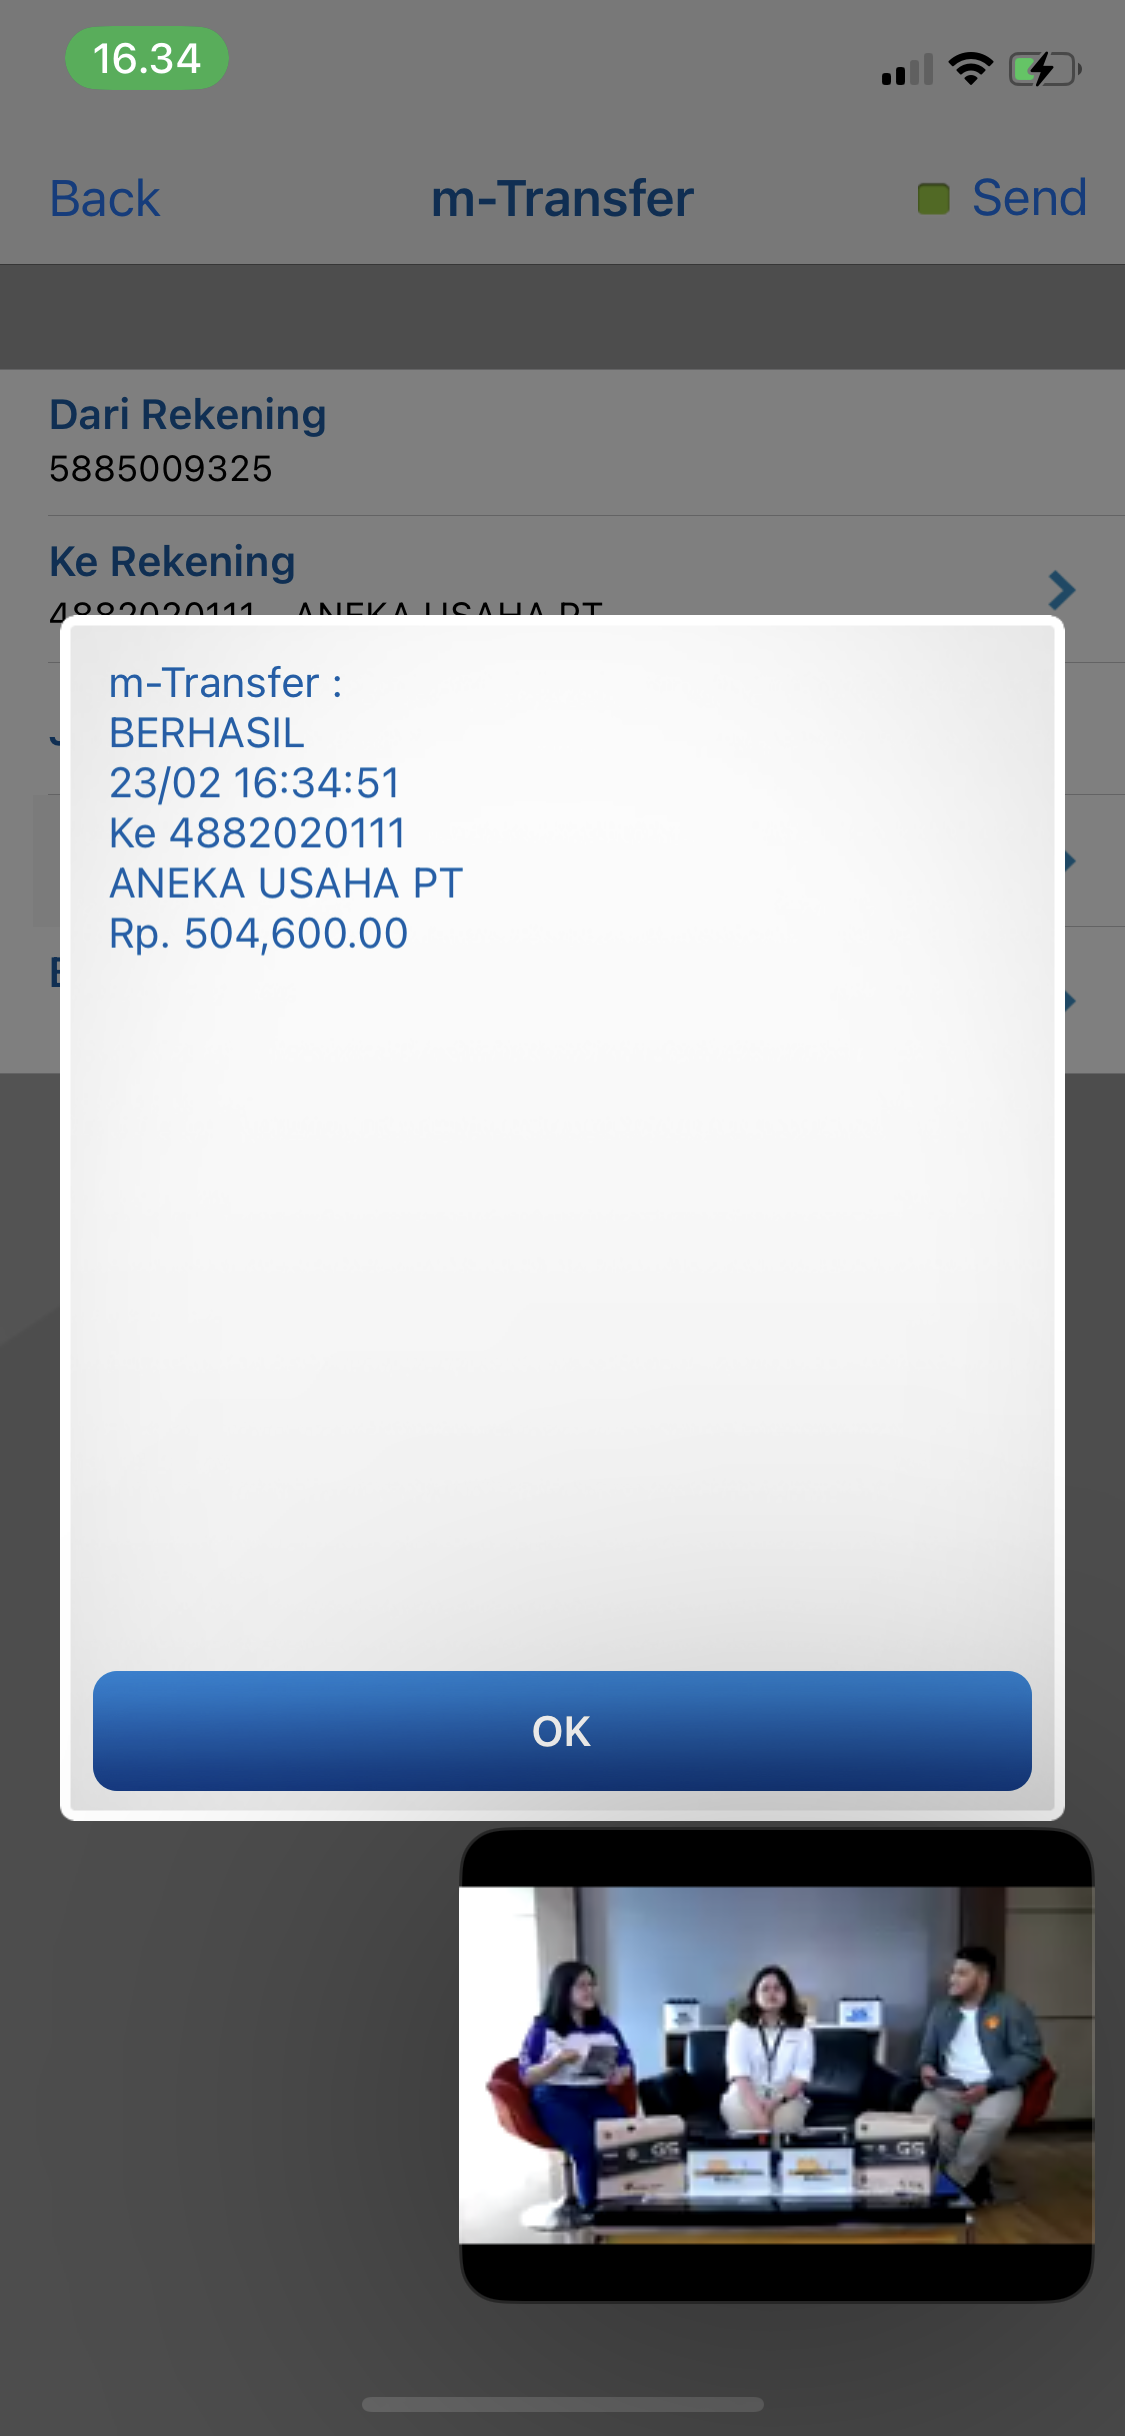 16.34
Back m-Transfer Send
Dari Rekening
5885009325
Ke Rekening
4882020111 ANEKA USAHA PT
m-Transfer :
BERHASIL
23/02 16:34:51
Ke 4882020111
ANEKA USAHA PT
Rp. 504,600.00
OK
GS GS